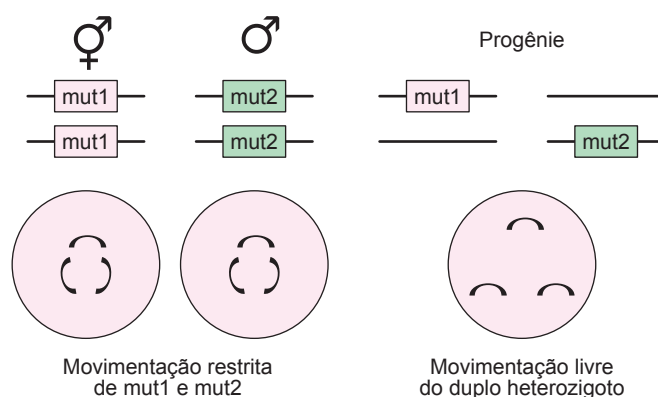 Progênie
mut1 mut2 mut1
mut1 mut2 mut2
Movimentação restrita
de mut1 e mut2
Movimentação livre
do duplo heterozigoto